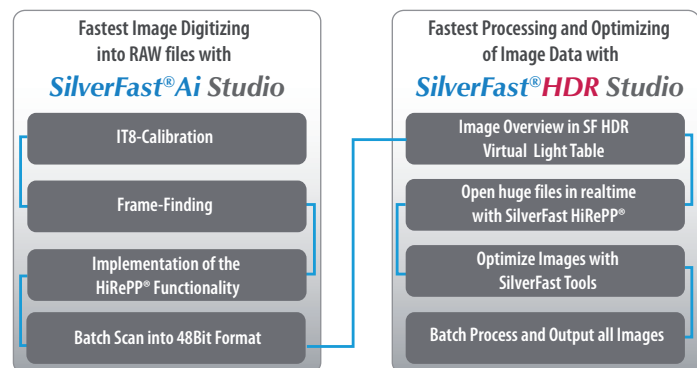 Fastest Image Digitizing
into RAW files with
SilverFast®Ai Studio
IT8-Calibration
Frame-Finding
Implementation of the
HiRePP® Functionality
Batch Scan into 48Bit Format
Fastest Processing and Optimizing
of Image Data with
SilverFast®HDR Studio
Image Overview in SF HDR
Virtual Light Table
Open huge files in realtime
with SilverFast HiRePP®
Optimize Images with
SilverFast Tools
Batch Process and Output all Images